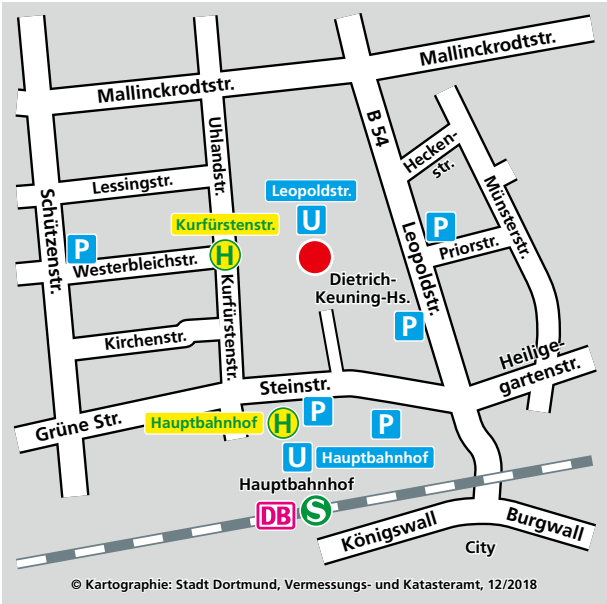 Mallinckrodtstr.
Mallinckrodtstr.
B 54
Uhlandstr.
Hecken-
str.
Lessingstr.
Leopoldstr.
Münsterstr.
Schützenstr.
Kurfürstenstr.
U
P
P
H
Leopoldstr.
Priorstr.
Westerbleichstr.
Dietrich-
Keuning-Hs.
Kurfürstenstr.
P
Kirchenstr.
Heilige-
gartenstr.
Steinstr.
Grüne Str.
Hauptbahnhof
H
P
P
U
Hauptbahnhof
Hauptbahnhof
DB
S
Königswall
Burgwall
City
© Kartographie: Stadt Dortmund, Vermessungs- und Katasteramt, 12/2018